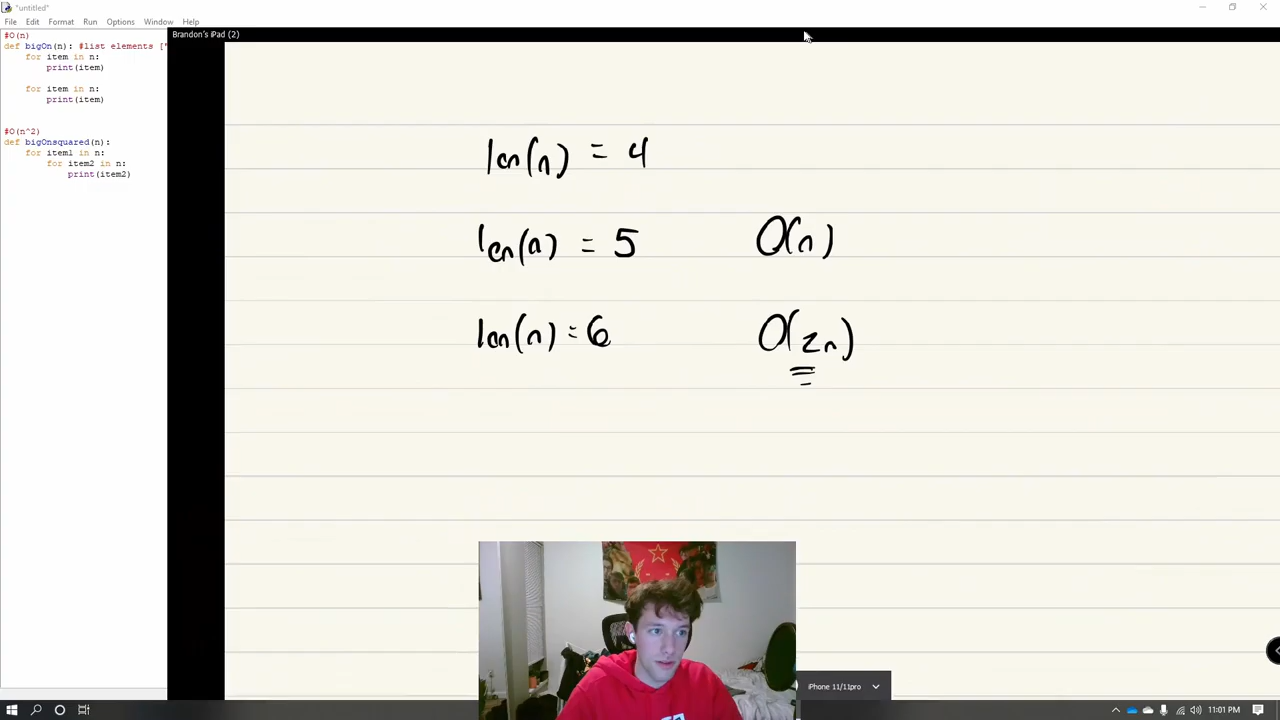 *untitled*
File Edit Format Run Options Window Help
Brandon's iPad (2)
#O(n)
def bigOn(n): #list elements ["
for item in n:
print(item)
for item in n:
print(item)
#O(n^2)
def bigOnsquared(n):
for item1 in n:
for item2 in n:
print(item2)
len(n) = 4
len(n) = 5 O(n)
len(n) = 6 O(2n)
iPhone 11/11pro
11:01 PM